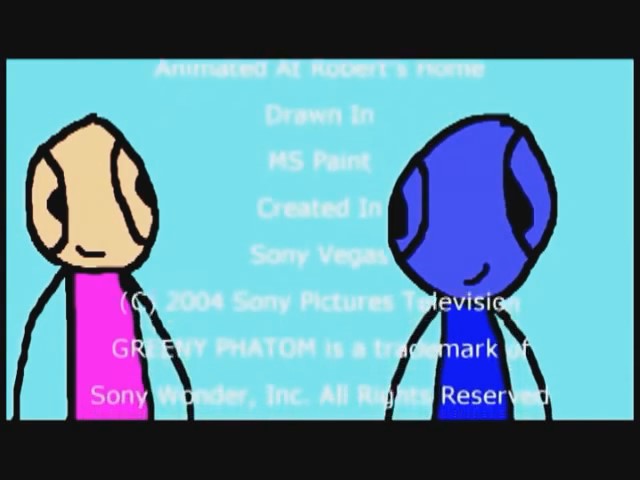 Animated At Robert's Home
Drawn In
MS Paint
Created In
Sony Vegas
(C) 2004 Sony Pictures Television
GREENY PHATOM is a trademark of
Sony Wonder, Inc. All Rights Reserved